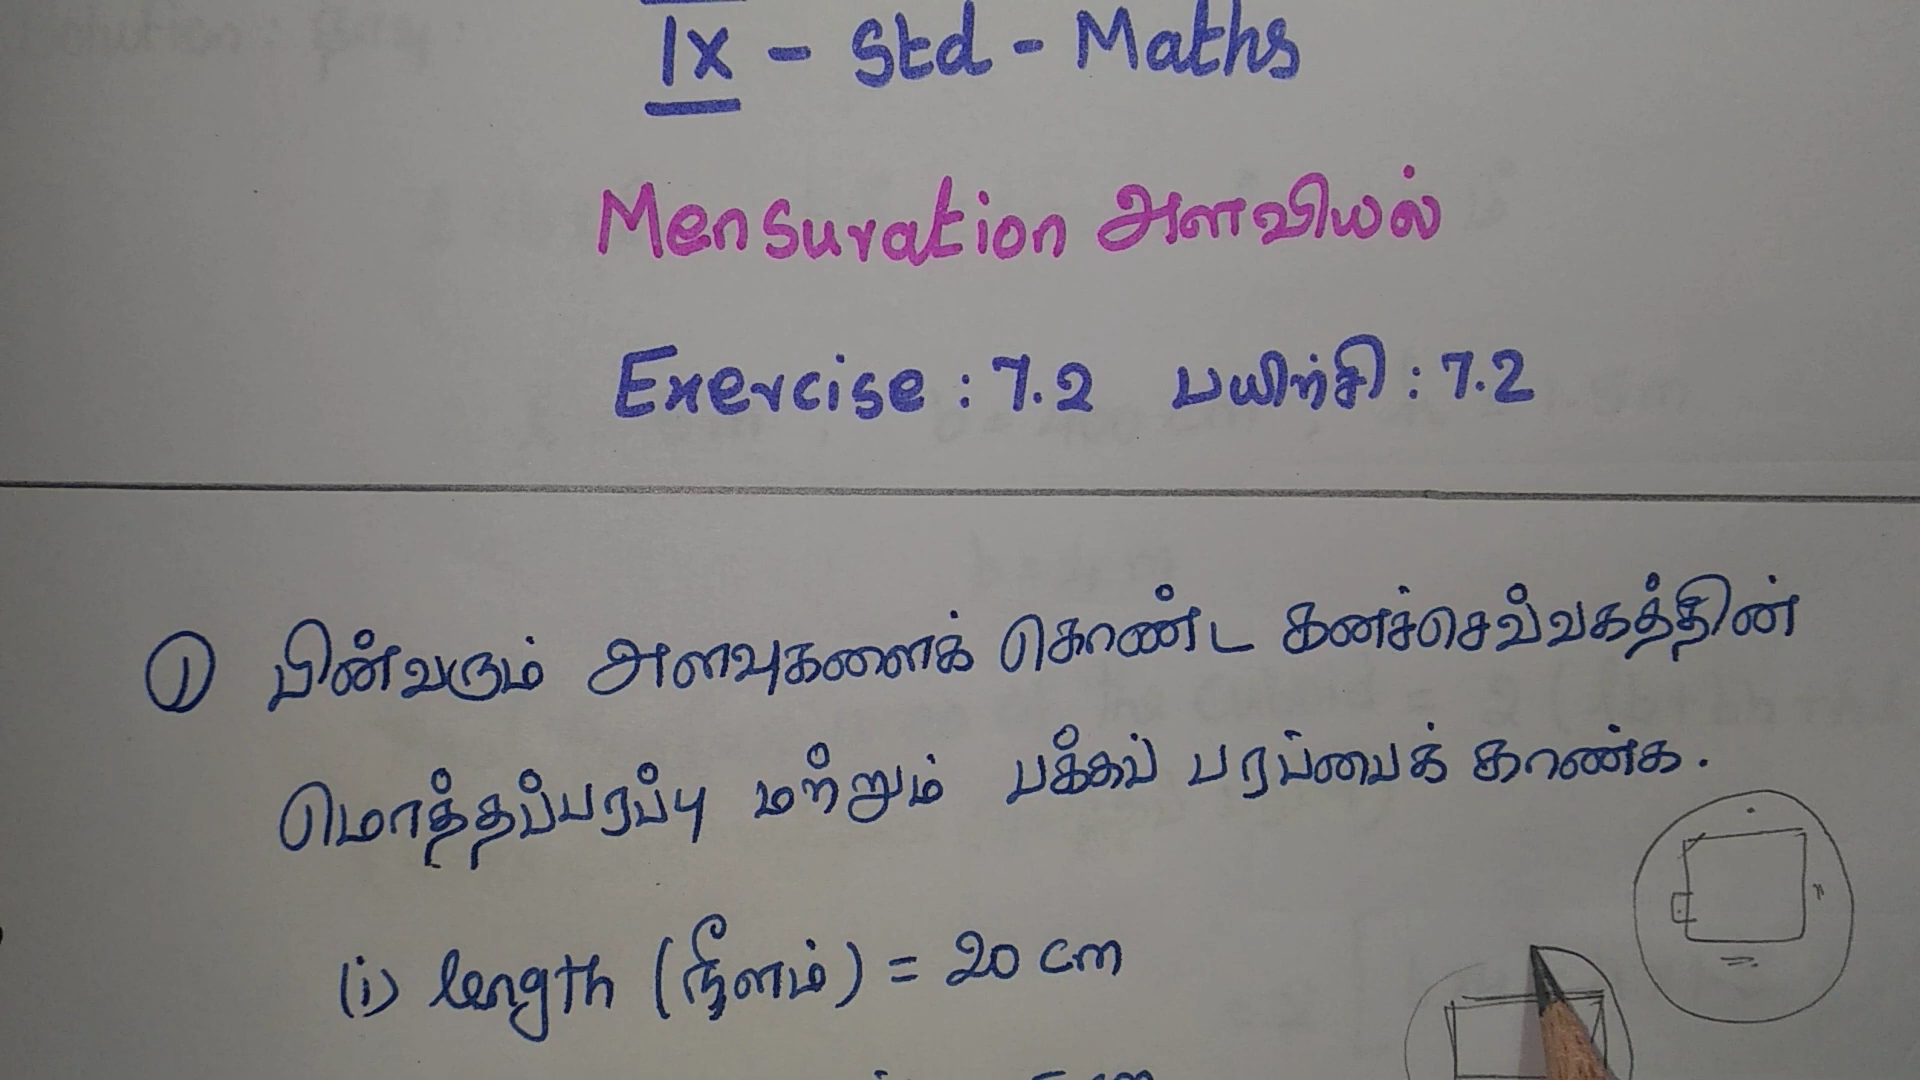 IX - Std - Maths
Mensuration அளவியல்
Exercise : 7.2 பயிற்சி : 7.2
① பின்வரும் அளவுகளைக் கொண்ட கனச்செவ்வகத்தின்
மொத்தப்பரப்பு மற்றும் பக்கப் பரப்பைக் காண்க.
(i) length (நீளம்) = 20 cm